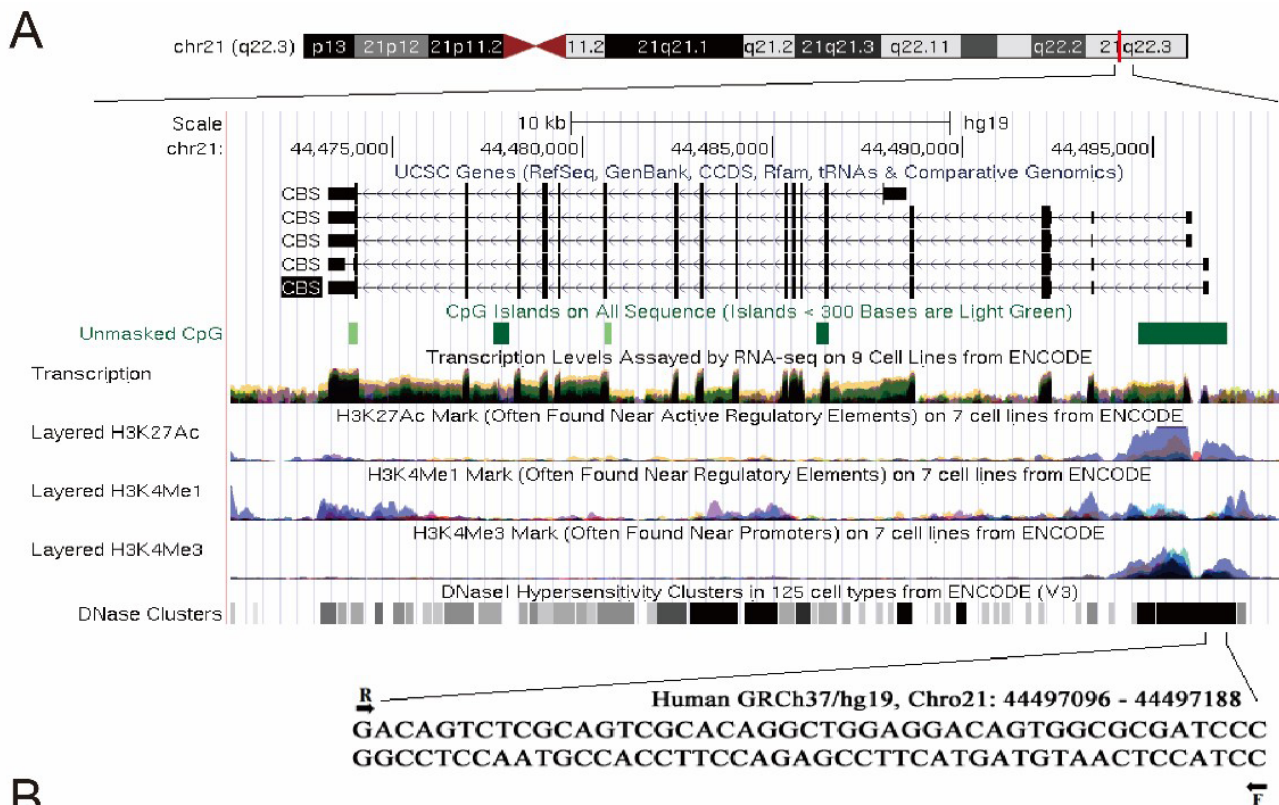 A
chr21 (q22.3) p13 21p12 21p11.2 11.2 21q21.1 q21.2 21q21.3 q22.11 q22.2 21q22.3
Scale 10 kb hg19
chr21: 44,475,000 44,480,000 44,485,000 44,490,000 44,495,000
UCSC Genes (RefSeq, GenBank, CCDS, Rfam, tRNAs & Comparative Genomics)
CBS
CBS
CBS
CBS
CBS
CpG Islands on All Sequence (Islands < 300 Bases are Light Green)
Unmasked CpG
Transcription Levels Assayed by RNA-seq on 9 Cell Lines from ENCODE
Transcription
H3K27Ac Mark (Often Found Near Active Regulatory Elements) on 7 cell lines from ENCODE
Layered H3K27Ac
H3K4Me1 Mark (Often Found Near Regulatory Elements) on 7 cell lines from ENCODE
Layered H3K4Me1
H3K4Me3 Mark (Often Found Near Promoters) on 7 cell lines from ENCODE
Layered H3K4Me3
DNaseI Hypersensitivity Clusters in 125 cell types from ENCODE (V3)
DNase Clusters
R
Human GRCh37/hg19, Chro21: 44497096 - 44497188
GACAGTCTCGCAGTCGCACAGGCTGGAGGACAGTGGCGCGATCCC
GGCCTCCAATGCCACCTTCCAGAGCCTTCATGATGTAACTCCATCC
F
B